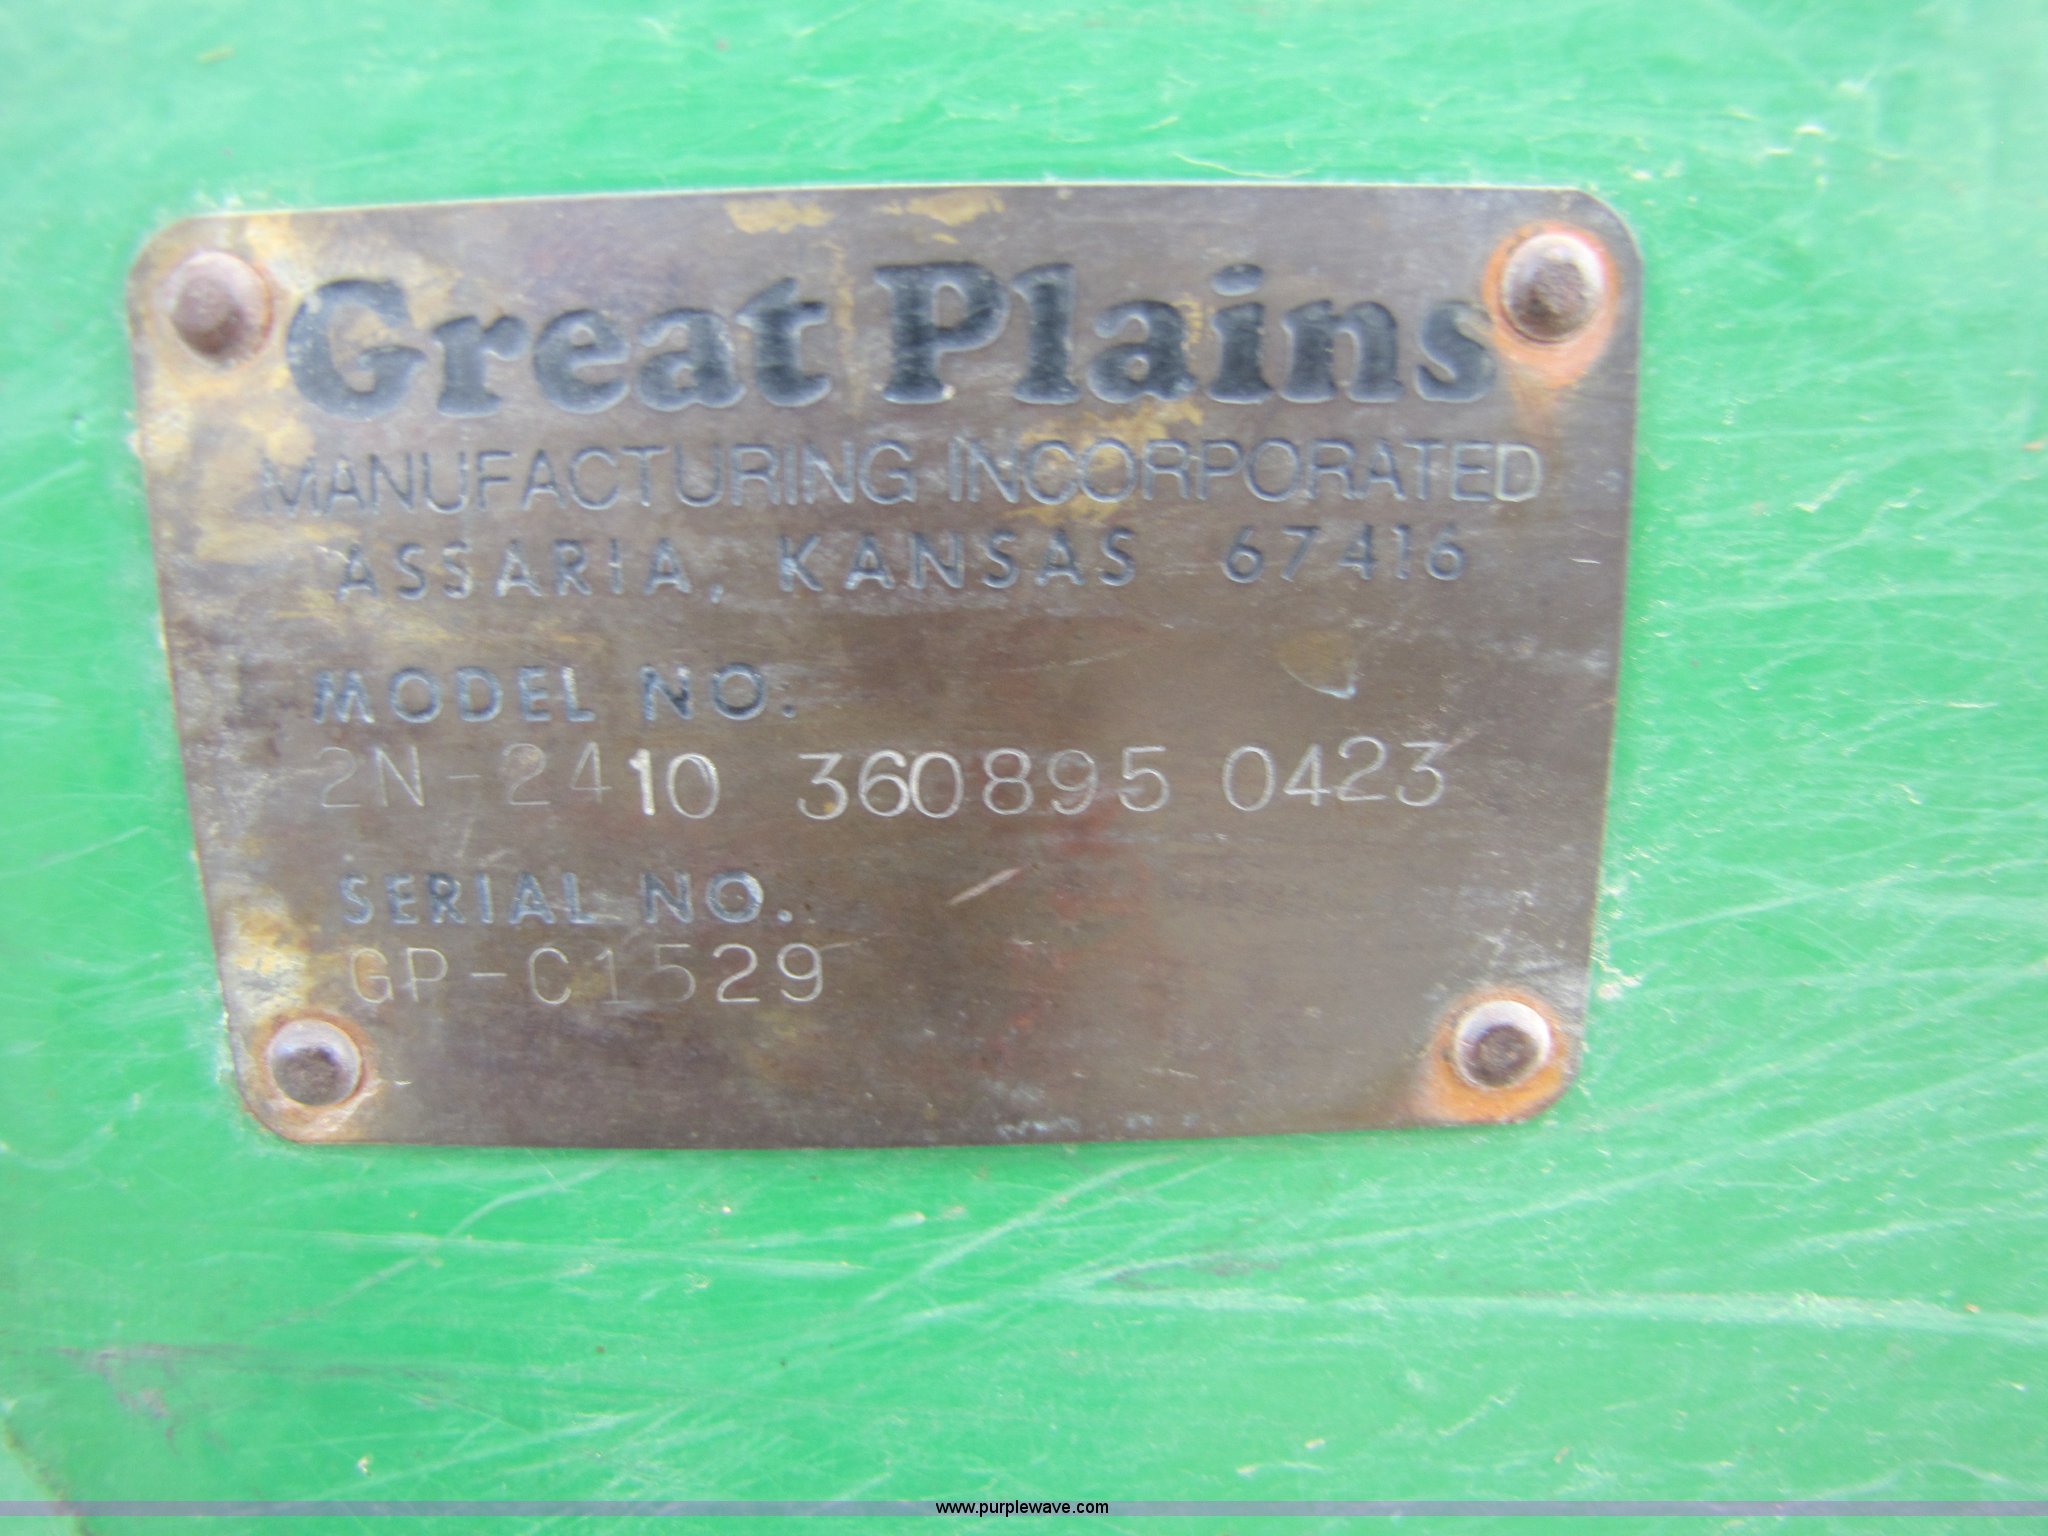 Great Plains
MANUFACTURING INCORPORATED
ASSARIA, KANSAS 67416
MODEL NO.
2N-2410 360895 0423
SERIAL NO.
GP-C1529
www.purplewave.com